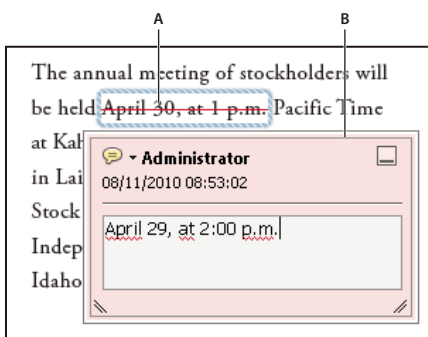 A B
The annual meeting of stockholders will
be held April 30, at 1 p.m. Pacific Time
at Kah
in Lai
Stock
Indep
Idaho
Administrator
08/11/2010 08:53:02
April 29, at 2:00 p.m.